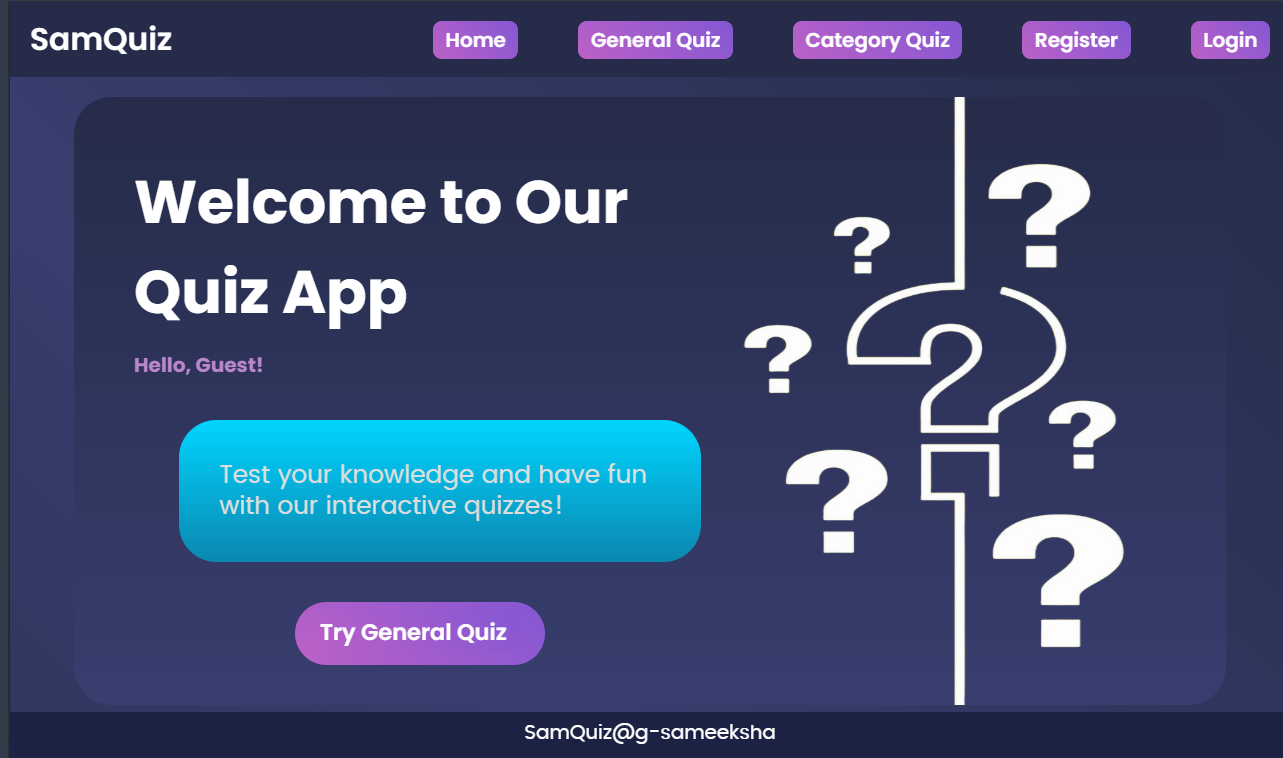 SamQuiz
Home
General Quiz
Category Quiz
Register
Login
Welcome to Our
Quiz App
Hello, Guest!
Test your knowledge and have fun
with our interactive quizzes!
Try General Quiz
?
?
?
?
?
?
?
SamQuiz@g-sameeksha